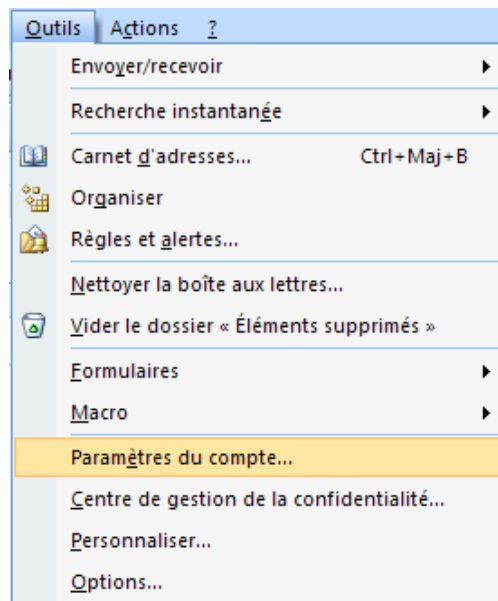 Outils Actions ?
Envoyer/recevoir
Recherche instantanée
Carnet d'adresses... Ctrl+Maj+B
Organiser
Règles et alertes...
Nettoyer la boîte aux lettres...
Vider le dossier « Éléments supprimés »
Formulaires
Macro
Paramètres du compte...
Centre de gestion de la confidentialité...
Personnaliser...
Options...